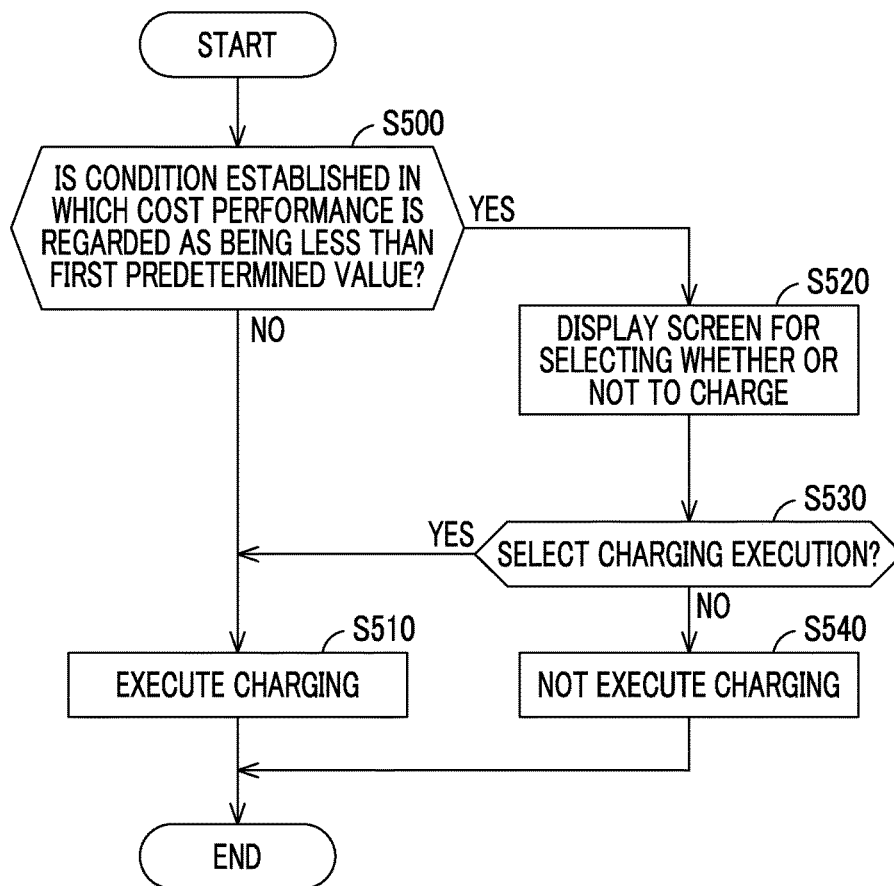 START
S500
IS CONDITION ESTABLISHED IN
WHICH COST PERFORMANCE IS
REGARDED AS BEING LESS THAN
FIRST PREDETERMINED VALUE?
YES
NO
S520
DISPLAY SCREEN FOR
SELECTING WHETHER OR
NOT TO CHARGE
S530
YES
SELECT CHARGING EXECUTION?
NO
S510
EXECUTE CHARGING
S540
NOT EXECUTE CHARGING
END